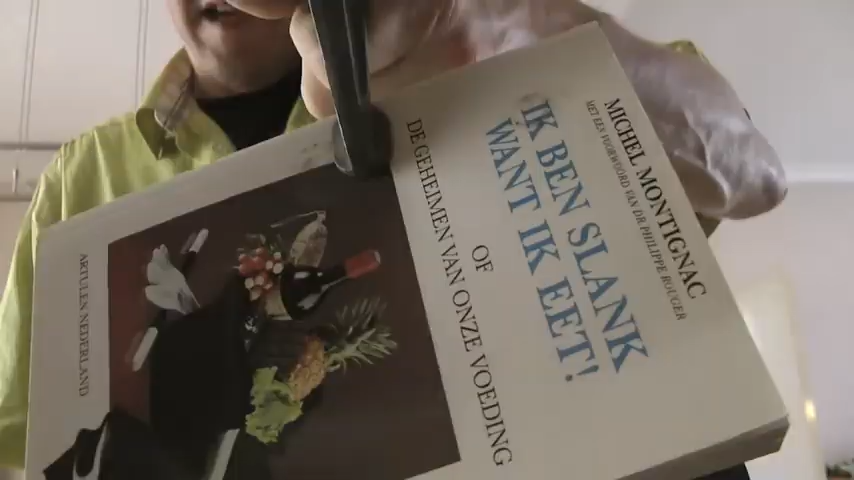 MICHEL MONTIGNAC
MET EEN VOORWOORD VAN DR PHILIPPE ROUGER
IK BEN SLANK
WANT IK EET!
OF
DE GEHEIMEN VAN ONZE VOEDING
ARTULEN NEDERLAND